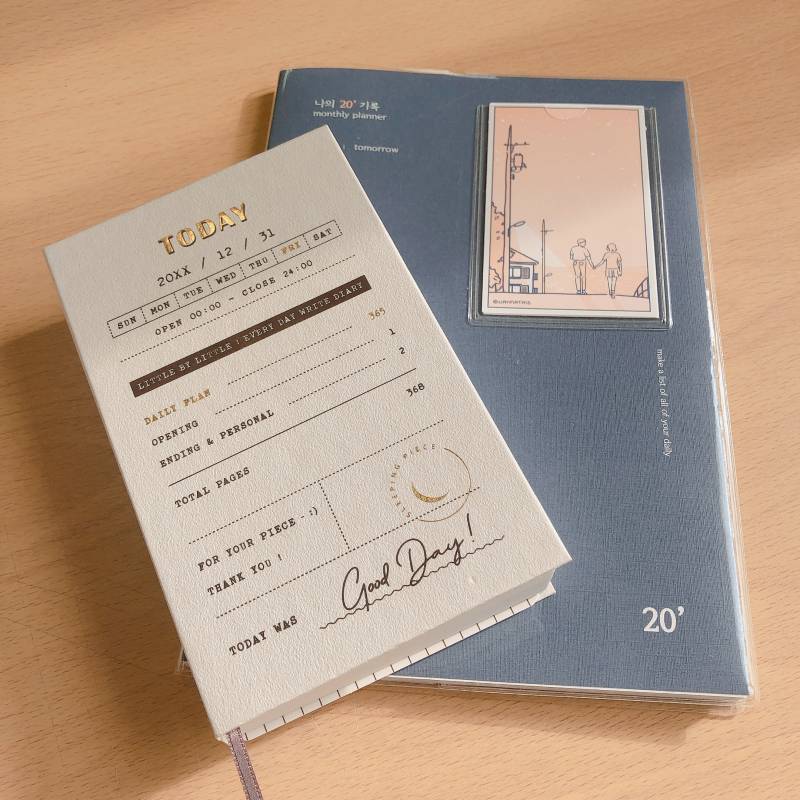 나의 20' 기록
monthly planner
tomorrow
make a list of all of your daily
20'
TODAY
20XX / 12 / 31
SUN MON TUE WED THU FRI SAT
OPEN 00:00 - CLOSE 24:00
LITTLE BY LITTLE ! EVERY DAY WRITE DIARY
DAILY PLAN 365
OPENING 1
ENDING & PERSONAL 2
TOTAL PAGES 368
SLEEPING PIECE
FOR YOUR PIECE -:)
THANK YOU !
TODAY WAS Good Day!